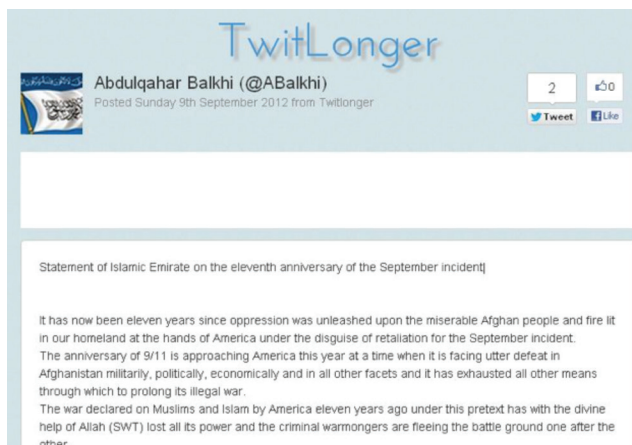 TwitLonger
Abdulqahar Balkhi (@ABalkhi)
Posted Sunday 9th September 2012 from Twitlonger
2
0
Tweet
Like
Statement of Islamic Emirate on the eleventh anniversary of the September incident
It has now been eleven years since oppression was unleashed upon the miserable Afghan people and fire lit
in our homeland at the hands of America under the disguise of retaliation for the September incident.
The anniversary of 9/11 is approaching America this year at a time when it is facing utter defeat in
Afghanistan militarily, politically, economically and in all other facets and it has exhausted all other means
through which to prolong its illegal war.
The war declared on Muslims and Islam by America eleven years ago under this pretext has with the divine
help of Allah (SWT) lost all its power and the criminal warmongers are fleeing the battle ground one after the
other